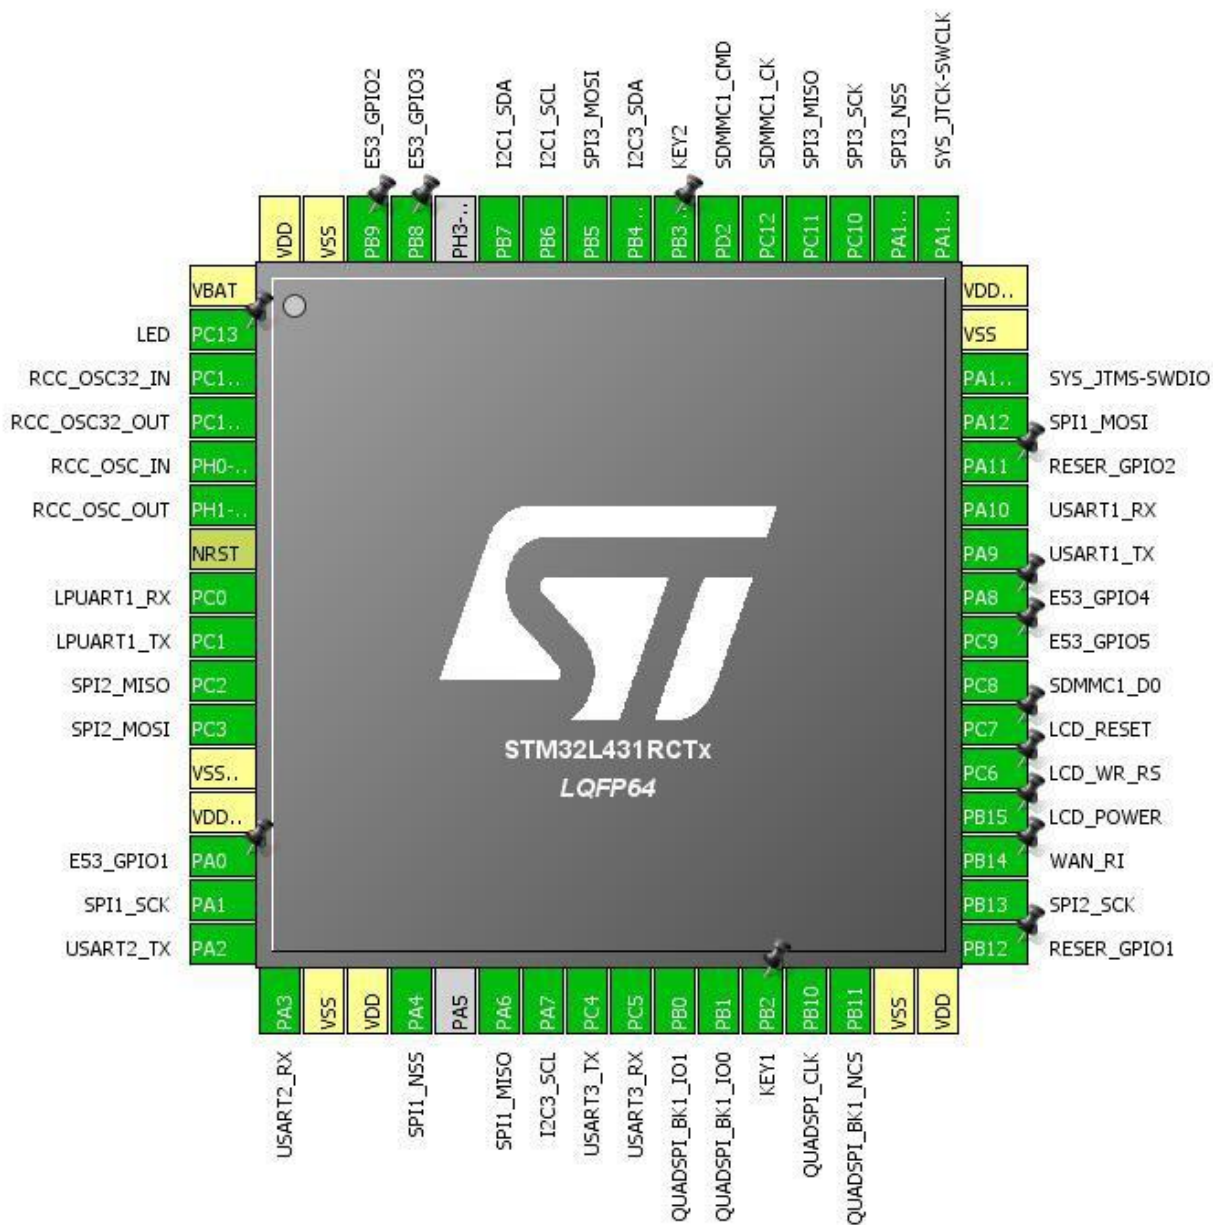 E53_GPIO2
E53_GPIO3
I2C1_SDA
I2C1_SCL
SPI3_MOSI
I2C3_SDA
KEY2
SDMMC1_CMD
SDMMC1_CK
SPI3_MISO
SPI3_SCK
SPI3_NSS
SYS_JTCK-SWCLK
VDD
VSS
PB9
PB8
PH3-..
PB7
PB6
PB5
PB4...
PB3...
PD2
PC12
PC11
PC10
PA1..
PA1..
VBAT
LED PC13
RCC_OSC32_IN PC1..
RCC_OSC32_OUT PC1..
RCC_OSC_IN PH0-..
RCC_OSC_OUT PH1-..
NRST
LPUART1_RX PC0
LPUART1_TX PC1
SPI2_MISO PC2
SPI2_MOSI PC3
VSS..
VDD..
E53_GPIO1 PA0
SPI1_SCK PA1
USART2_TX PA2
STM32L431RCTx
LQFP64
VDD..
VSS
PA1.. SYS_JTMS-SWDIO
PA12 SPI1_MOSI
PA11 RESER_GPIO2
PA10 USART1_RX
PA9 USART1_TX
PA8 E53_GPIO4
PC9 E53_GPIO5
PC8 SDMMC1_D0
PC7 LCD_RESET
PC6 LCD_WR_RS
PB15 LCD_POWER
PB14 WAN_RI
PB13 SPI2_SCK
PB12 RESER_GPIO1
PA3
VSS
VDD
PA4
PA5
PA6
PA7
PC4
PC5
PB0
PB1
PB2
PB10
PB11
VSS
VDD
USART2_RX
SPI1_NSS
SPI1_MISO
I2C3_SCL
USART3_TX
USART3_RX
QUADSPI_BK1_IO1
QUADSPI_BK1_IO0
KEY1
QUADSPI_CLK
QUADSPI_BK1_NCS